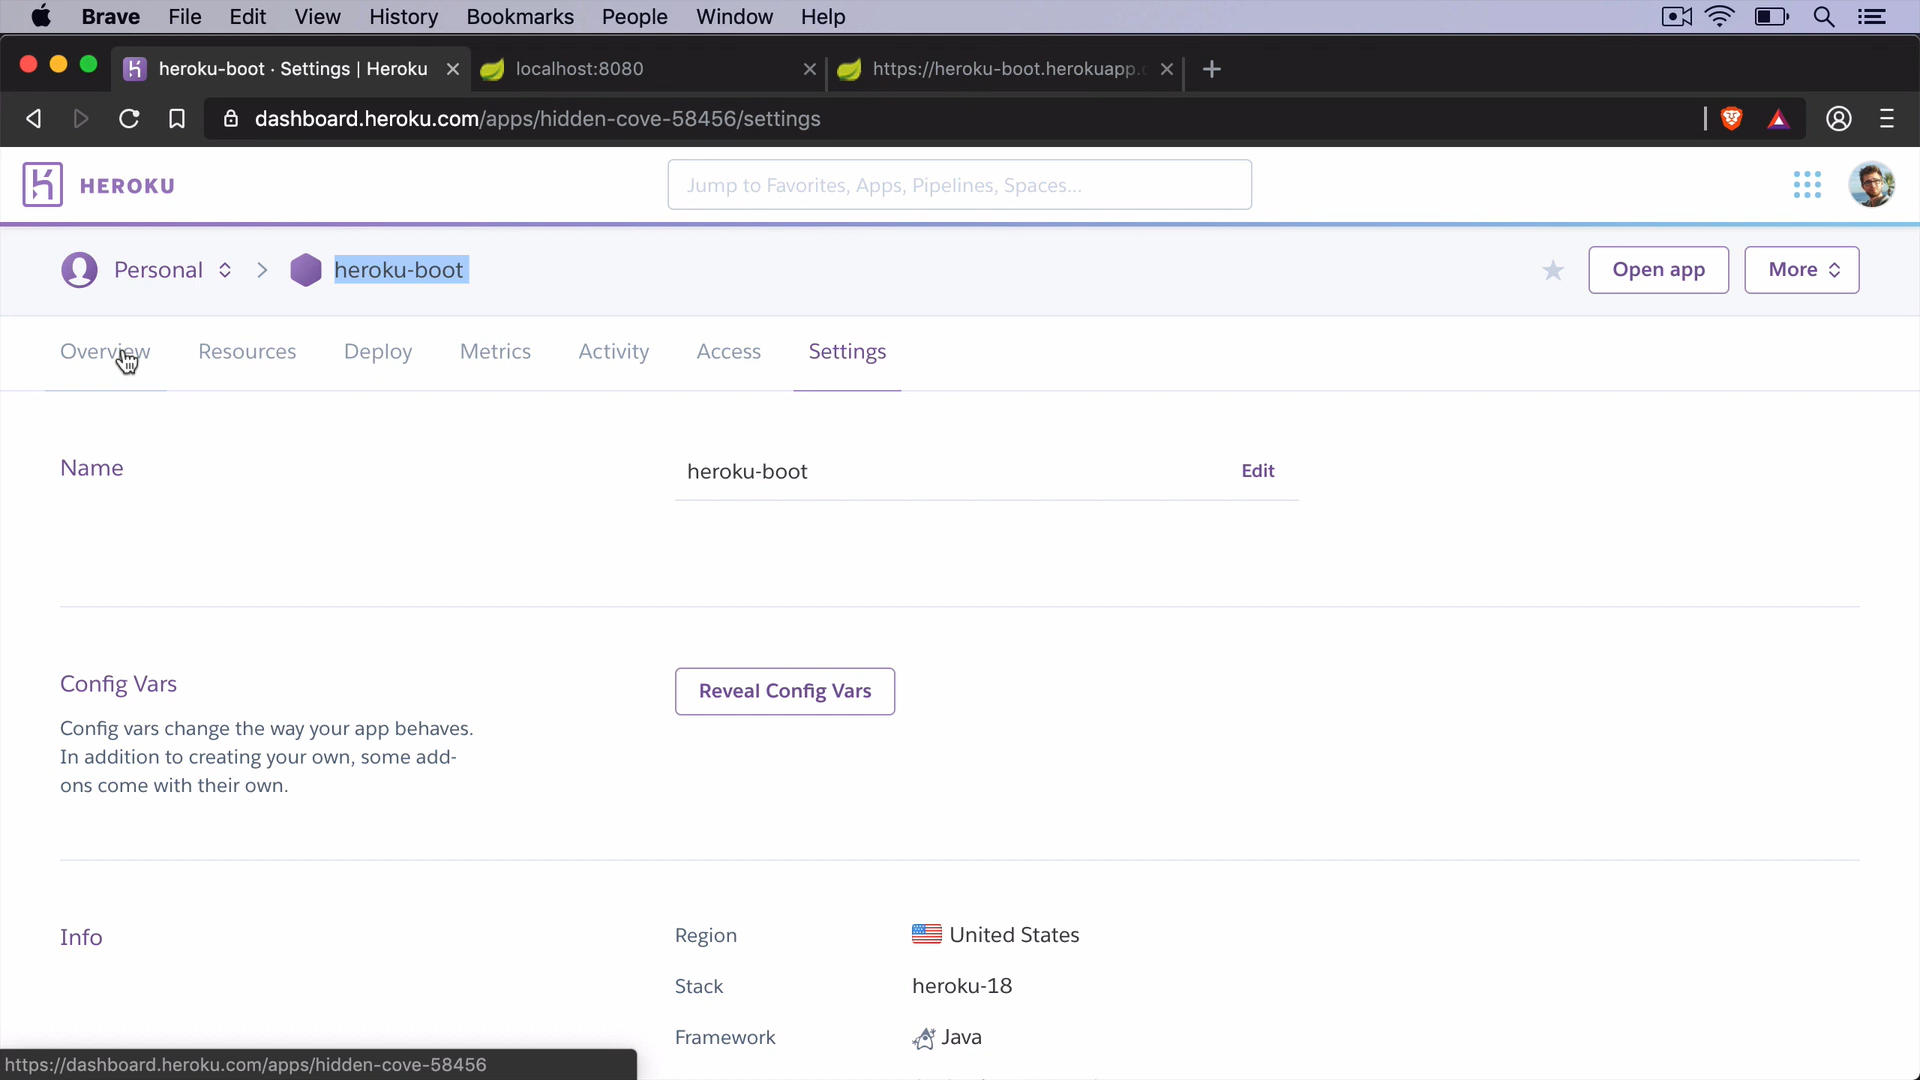 Brave File Edit View History Bookmarks People Window Help
heroku-boot · Settings | Heroku
localhost:8080
https://heroku-boot.herokuapp.c
dashboard.heroku.com/apps/hidden-cove-58456/settings
HEROKU
Jump to Favorites, Apps, Pipelines, Spaces...
Personal
heroku-boot
Open app
More
Overview Resources Deploy Metrics Activity Access Settings
Name
heroku-boot
Edit
Config Vars
Reveal Config Vars
Config vars change the way your app behaves.
In addition to creating your own, some add-
ons come with their own.
Info
Region
United States
Stack
heroku-18
Framework
Java
https://dashboard.heroku.com/apps/hidden-cove-58456